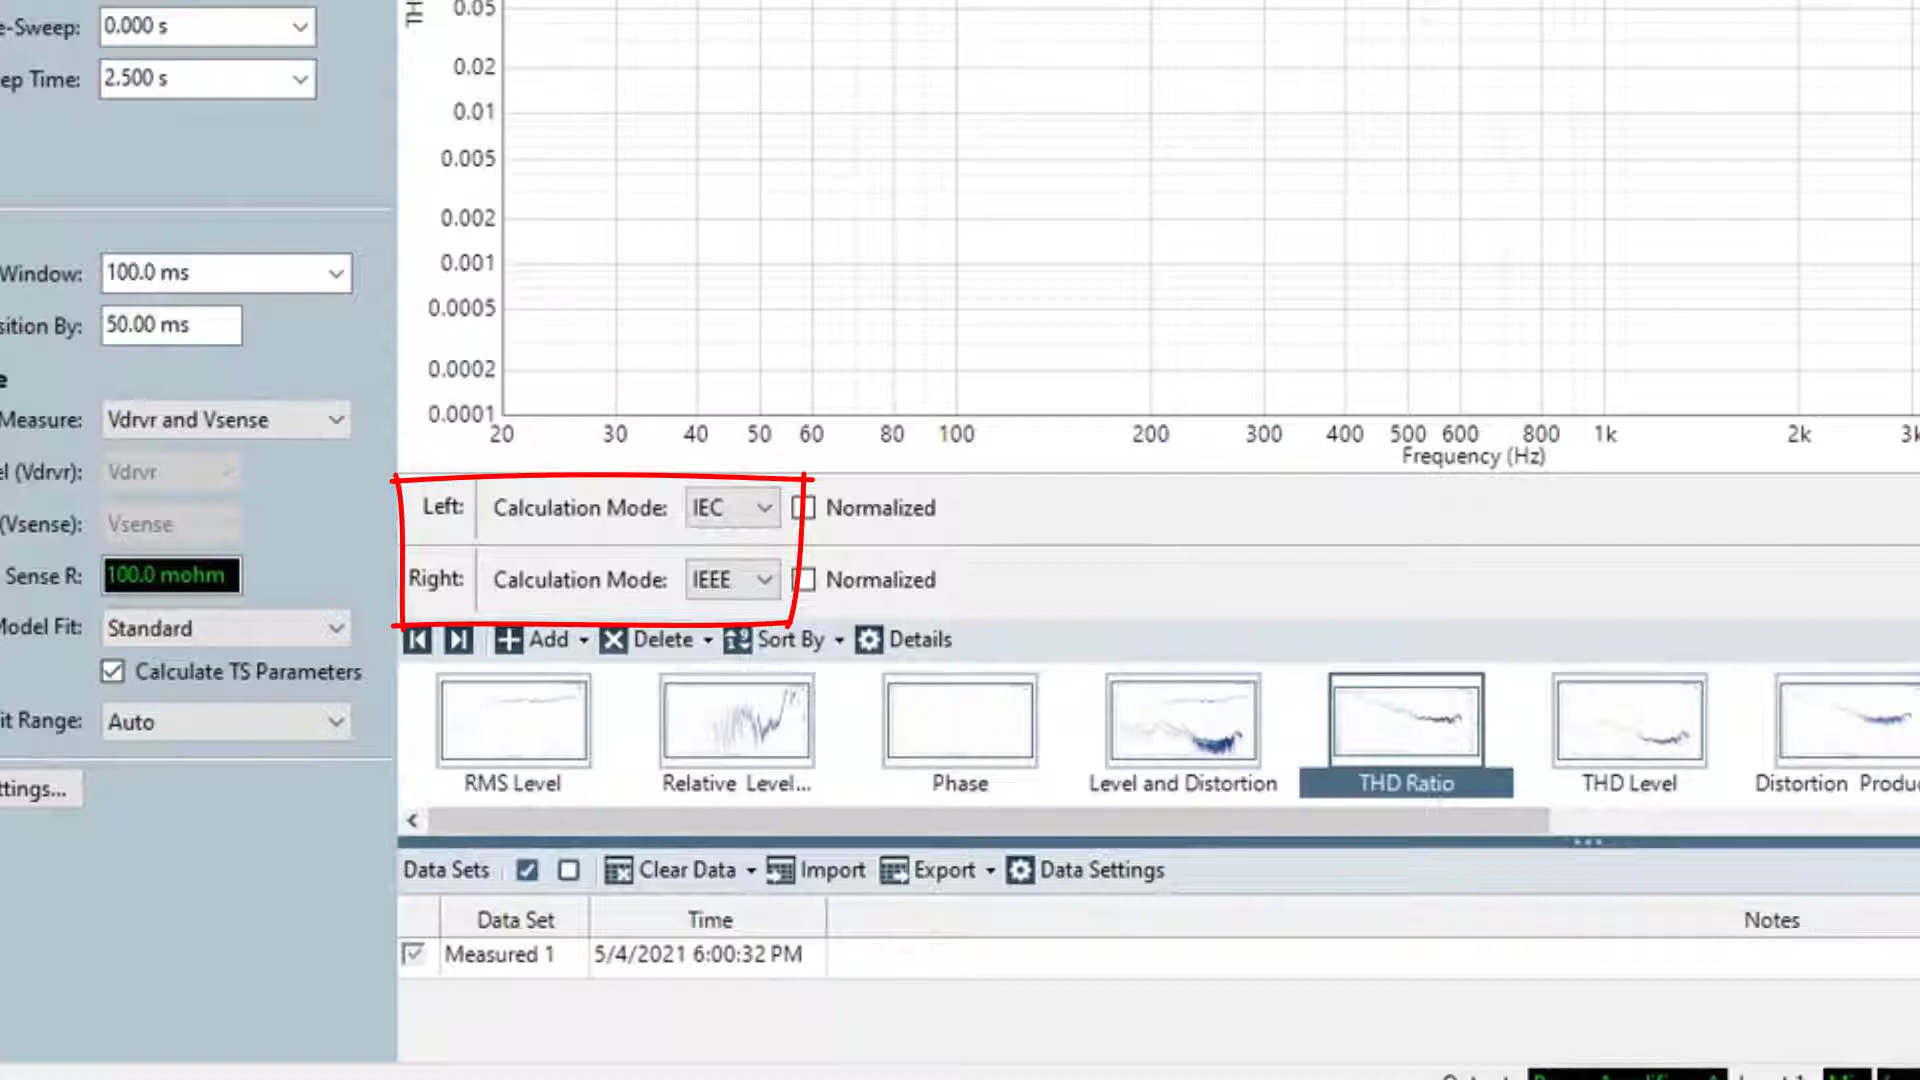 e-Sweep: 0.000 s
ep Time: 2.500 s
Window: 100.0 ms
sition By: 50.00 ms
e
Measure: Vdrvr and Vsense
el (Vdrvr): Vdrvr
(Vsense): Vsense
Sense R: 100.0 mohm
Model Fit: Standard
Calculate TS Parameters
it Range: Auto
ttings...
TH
0.05
0.02
0.01
0.005
0.002
0.001
0.0005
0.0002
0.0001
20 30 40 50 60 80 100 200 300 400 500 600 800 1k 2k 3k
Frequency (Hz)
Left: Calculation Mode: IEC Normalized
Right: Calculation Mode: IEEE Normalized
Add Delete Sort By Details
RMS Level Relative Level... Phase Level and Distortion THD Ratio THD Level Distortion Produ
Data Sets Clear Data Import Export Data Settings
Data Set Time Notes
Measured 1 5/4/2021 6:00:32 PM